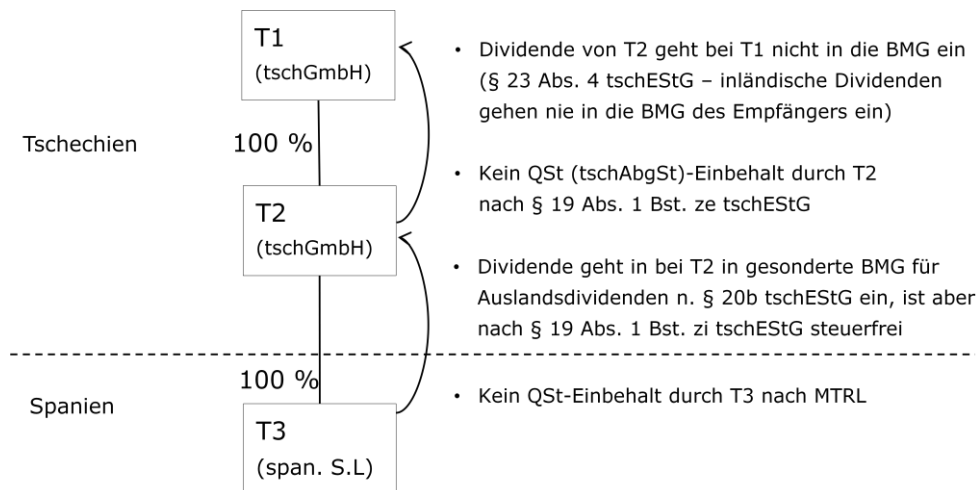 T1
(tschGmbH)
• Dividende von T2 geht bei T1 nicht in die BMG ein
(§ 23 Abs. 4 tschEStG – inländische Dividenden
gehen nie in die BMG des Empfängers ein)
Tschechien
100 %
• Kein QSt (tschAbgSt)-Einbehalt durch T2
nach § 19 Abs. 1 Bst. ze tschEStG
T2
(tschGmbH)
• Dividende geht in bei T2 in gesonderte BMG für
Auslandsdividenden n. § 20b tschEStG ein, ist aber
nach § 19 Abs. 1 Bst. zi tschEStG steuerfrei
100 %
Spanien
• Kein QSt-Einbehalt durch T3 nach MTRL
T3
(span. S.L)